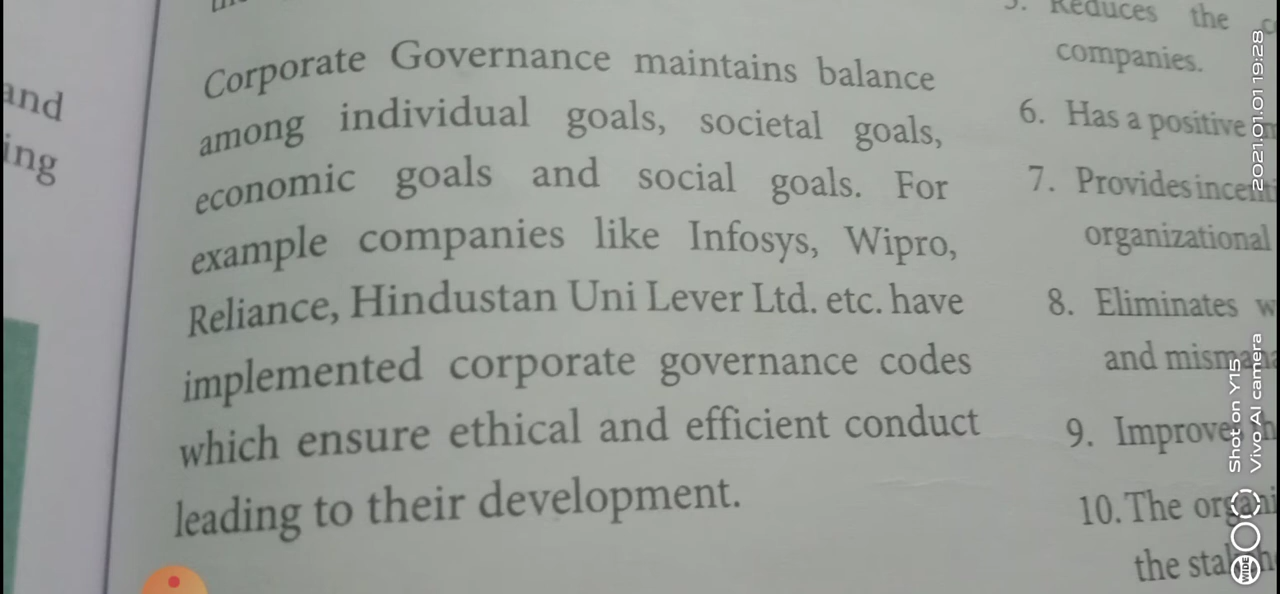 and
ing
Corporate Governance maintains balance
among individual goals, societal goals,
economic goals and social goals. For
example companies like Infosys, Wipro,
Reliance, Hindustan Uni Lever Ltd. etc. have
implemented corporate governance codes
which ensure ethical and efficient conduct
leading to their development.
Reduces the
companies.
6. Has a positive
7. Provides
organizational
8. Eliminates
and
9.
10. The
the
2021.01.01 19:28
Shot on Y15
Vivo AI camera
WIDE